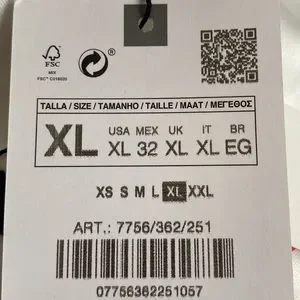 FSC
MIX
FSC® C018020
®
TALLA / SIZE / TAMANHO / TAILLE / MAAT / ΜΕΓΕΘΟΣ
XL
USA MEX UK IT BR
XL 32 XL XL EG
XS S M L XL XXL
ART.: 7756/362/251
07756362251057